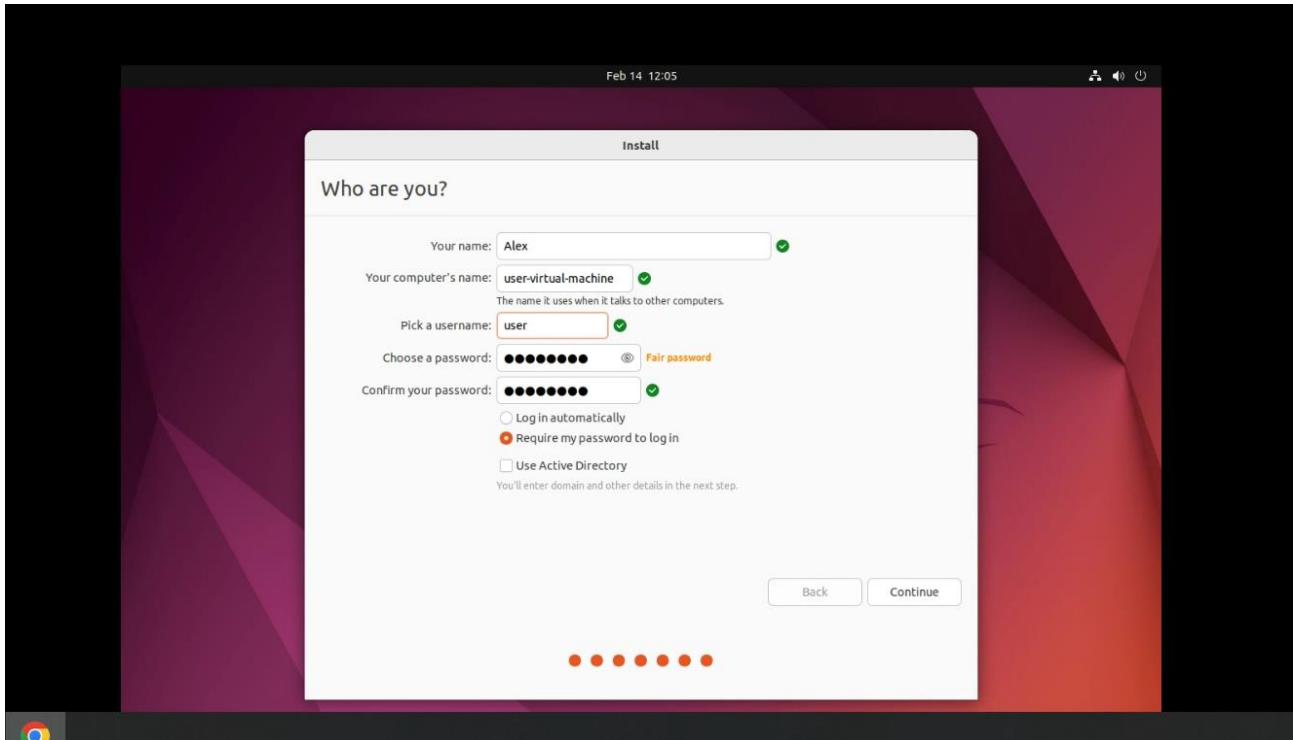 Feb 14 12:05
Install
Who are you?
Your name: Alex
Your computer's name: user-virtual-machine
The name it uses when it talks to other computers.
Pick a username: user
Choose a password: ●●●●●●●● Fair password
Confirm your password: ●●●●●●●●
Log in automatically
Require my password to log in
Use Active Directory
You'll enter domain and other details in the next step.
Back Continue